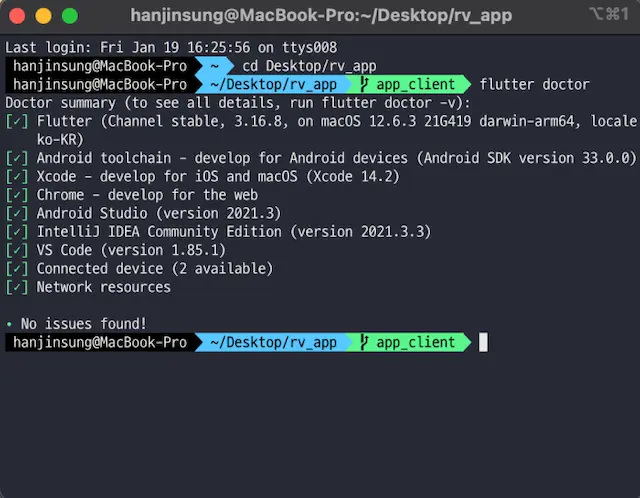 hanjinsung@MacBook-Pro:~/Desktop/rv_app
⌥⌘1
Last login: Fri Jan 19 16:25:56 on ttys008
hanjinsung@MacBook-Pro ~ cd Desktop/rv_app
hanjinsung@MacBook-Pro ~/Desktop/rv_app app_client flutter doctor
Doctor summary (to see all details, run flutter doctor -v):
[✓] Flutter (Channel stable, 3.16.8, on macOS 12.6.3 21G419 darwin-arm64, locale
ko-KR)
[✓] Android toolchain - develop for Android devices (Android SDK version 33.0.0)
[✓] Xcode - develop for iOS and macOS (Xcode 14.2)
[✓] Chrome - develop for the web
[✓] Android Studio (version 2021.3)
[✓] IntelliJ IDEA Community Edition (version 2021.3.3)
[✓] VS Code (version 1.85.1)
[✓] Connected device (2 available)
[✓] Network resources
• No issues found!
hanjinsung@MacBook-Pro ~/Desktop/rv_app app_client